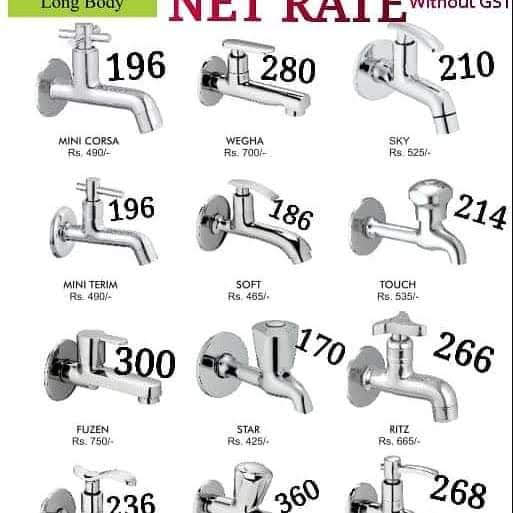 Long Body
NET RATE Without GST
196
280
210
MINI CORSA
Rs. 490/-
WEGHA
Rs. 700/-
SKY
Rs. 525/-
196
186
214
MINI TERIM
Rs. 490/-
SOFT
Rs. 465/-
TOUCH
Rs. 535/-
300
170
266
FUZEN
Rs. 750/-
STAR
Rs. 425/-
RITZ
Rs. 665/-
236
360
268